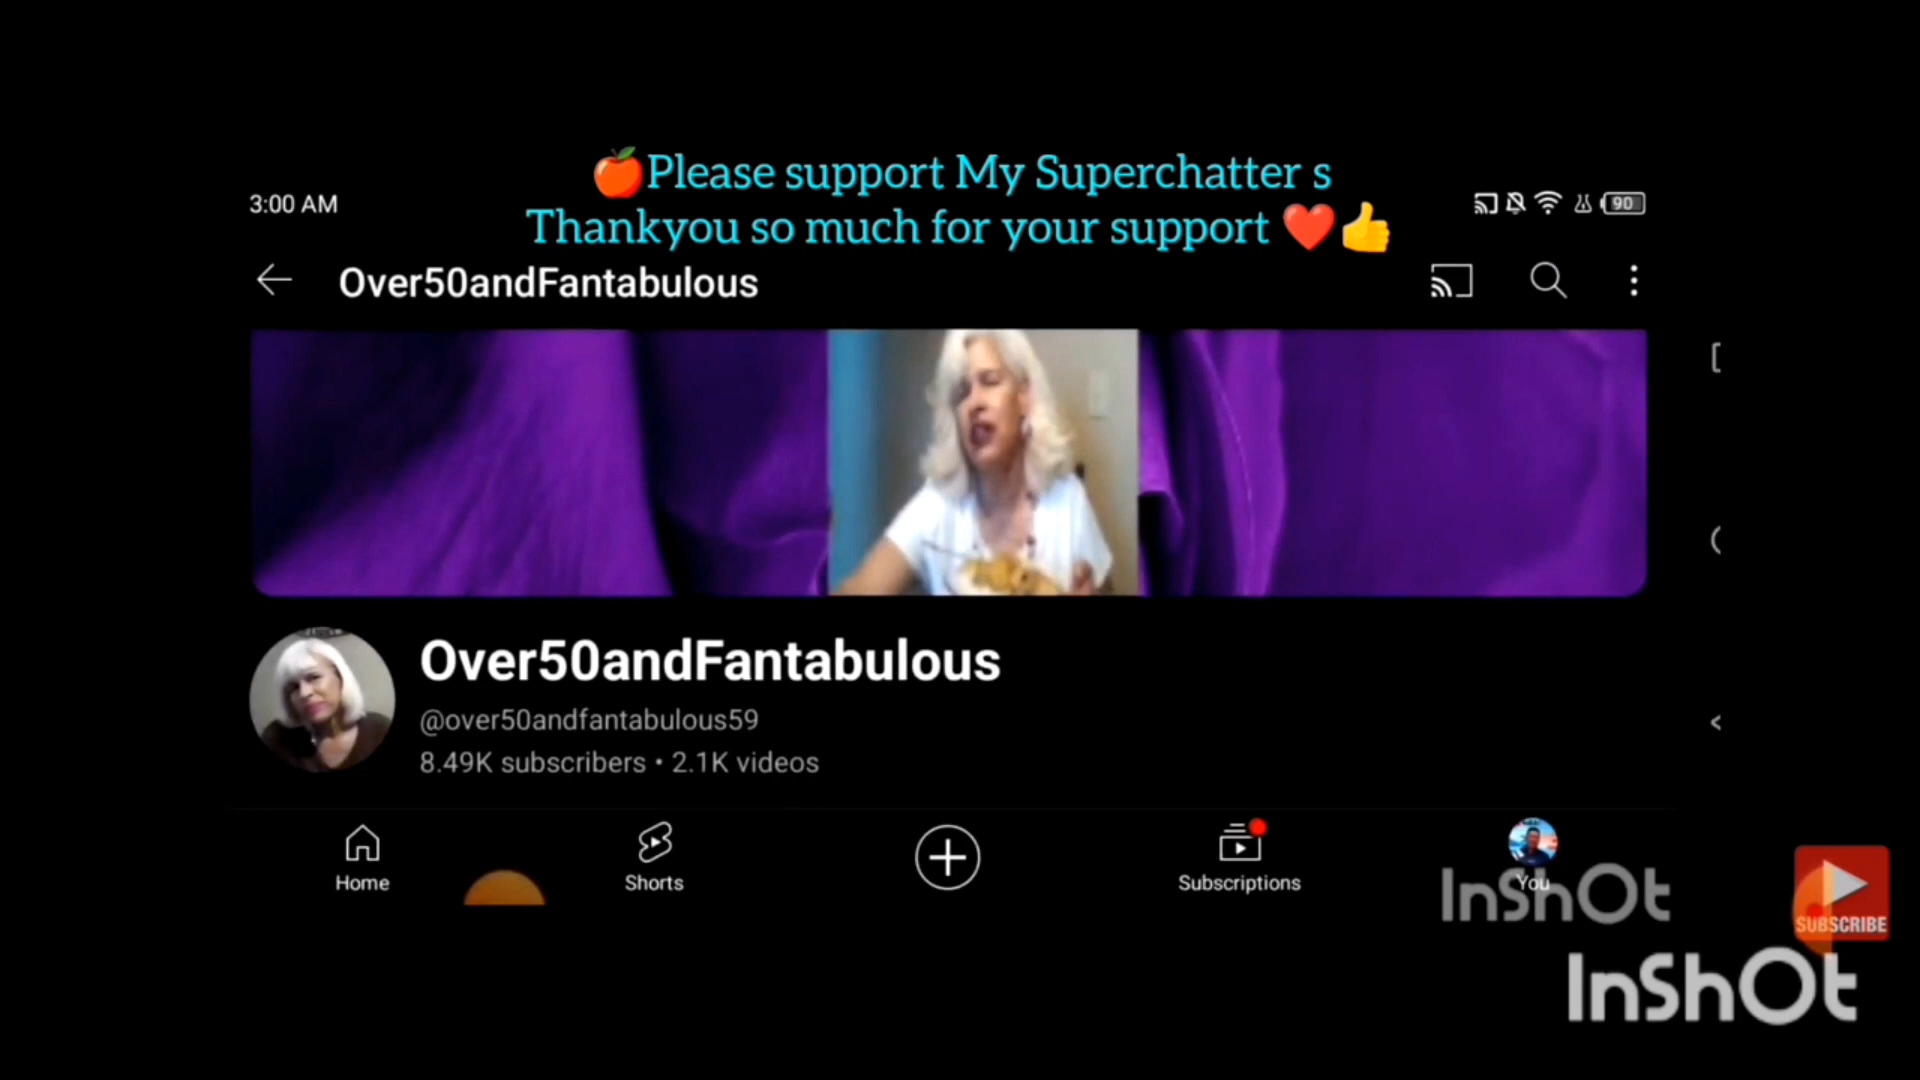 🍎Please support My Superchatter s
Thankyou so much for your support ❤️👍
3:00 AM
90
Over50andFantabulous
Over50andFantabulous
@over50andfantabulous59
8.49K subscribers • 2.1K videos
Home
Shorts
Subscriptions
You
InShOt
SUBSCRIBE
InShOt